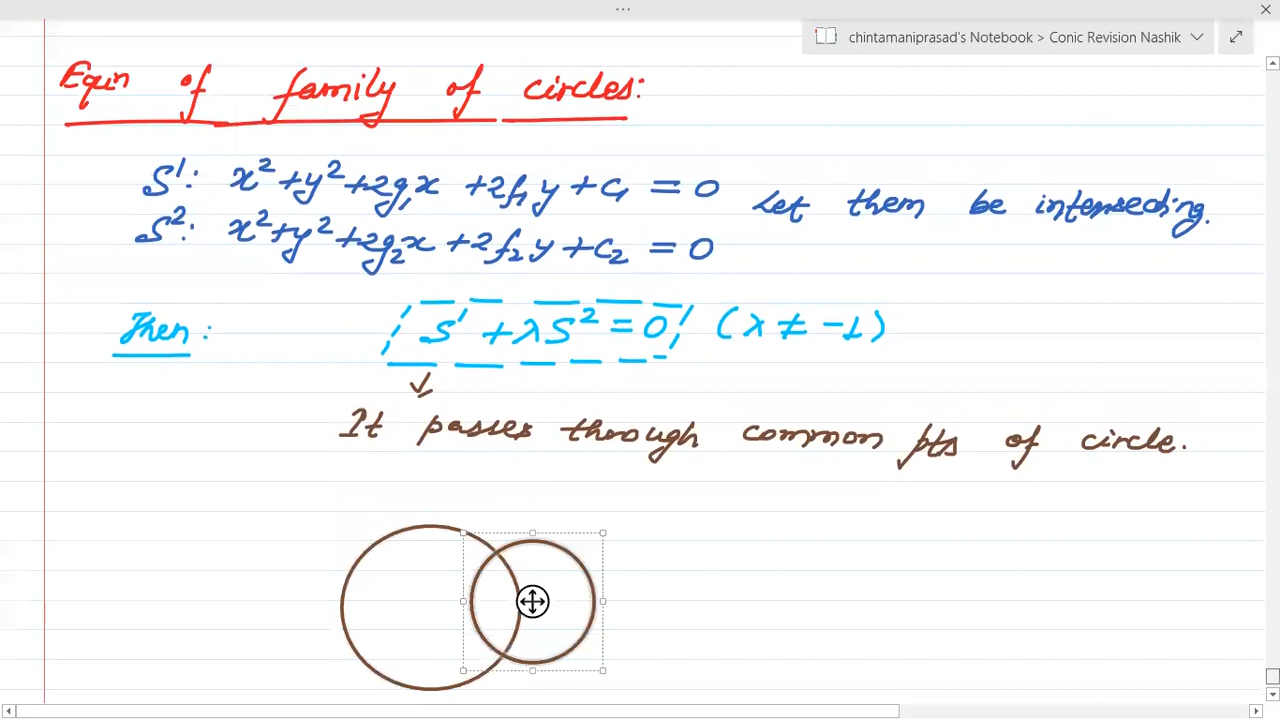 chintamaniprasad's Notebook > Conic Revision Nashik
Equn of family of circles:
S¹: x²+y²+2g₁x+2f₁y+c₁=0 Let them be intersecting.
S²: x²+y²+2g₂x+2f₂y+c₂=0
Then: S¹+λS²=0 (λ≠-1)
It passes through common pts of circle.